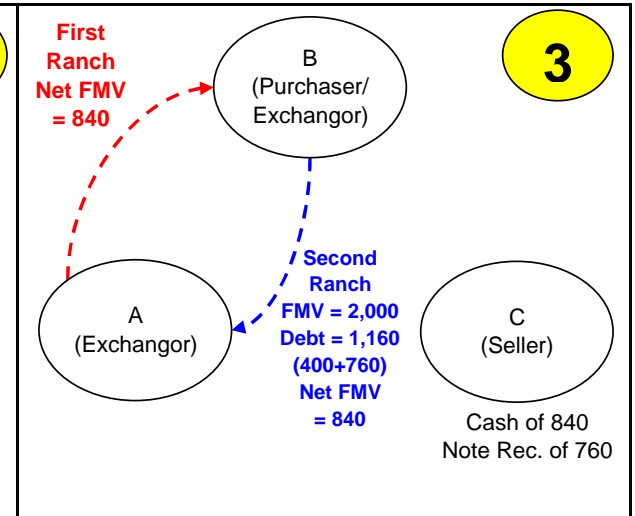 First
Ranch
Net FMV
= 840
B
(Purchaser/
Exchangor)
3
Second
Ranch
FMV = 2,000
Debt = 1,160
(400+760)
Net FMV
= 840
A
(Exchangor)
C
(Seller)
Cash of 840
Note Rec. of 760